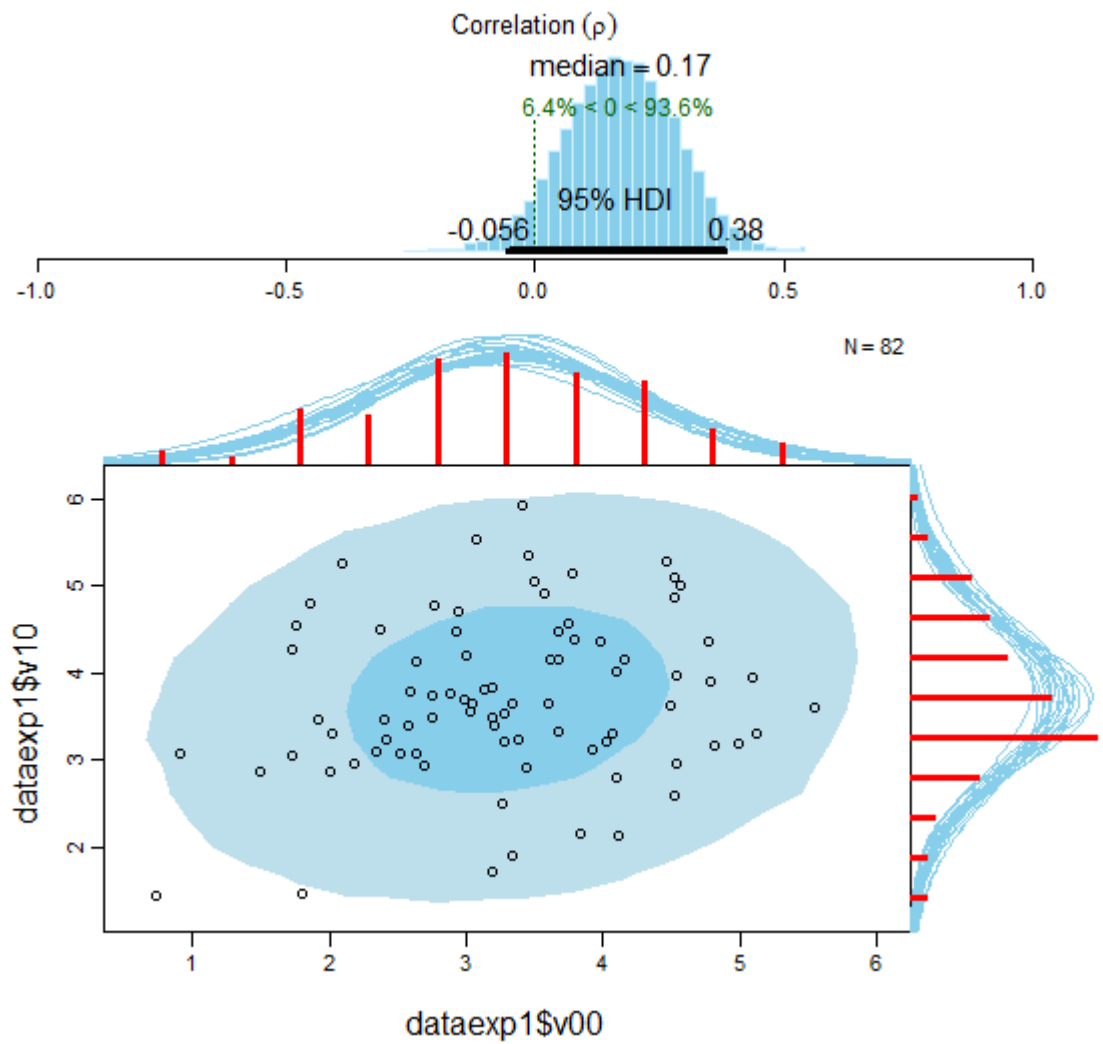 Correlation (ρ)
median = 0.17
6.4% < 0 < 93.6%
95% HDI
-0.056 0.38
-1.0 -0.5 0.0 0.5 1.0
N = 82
6
5
4
3
2
dataexp1$v10
1 2 3 4 5 6
dataexp1$v00